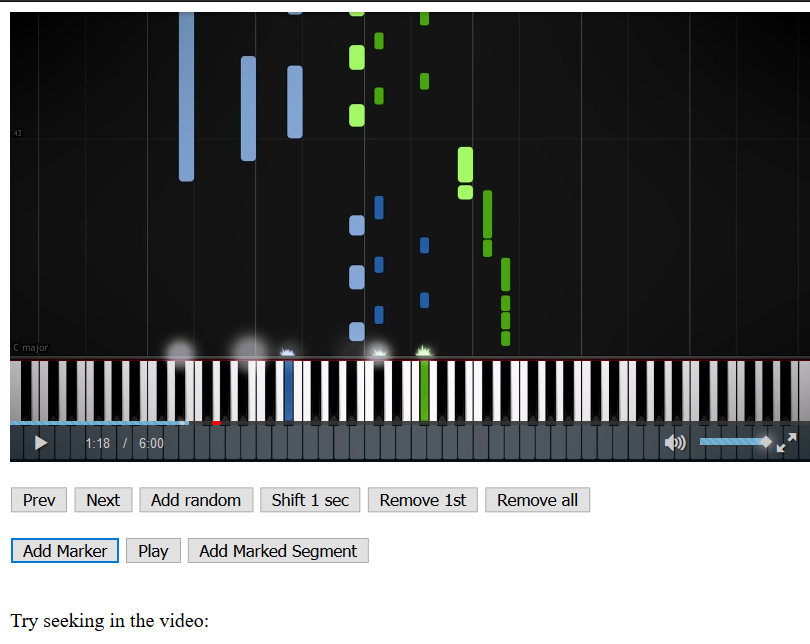 43
C major
1:18 / 6:00
Prev Next Add random Shift 1 sec Remove 1st Remove all
Add Marker Play Add Marked Segment
Try seeking in the video: